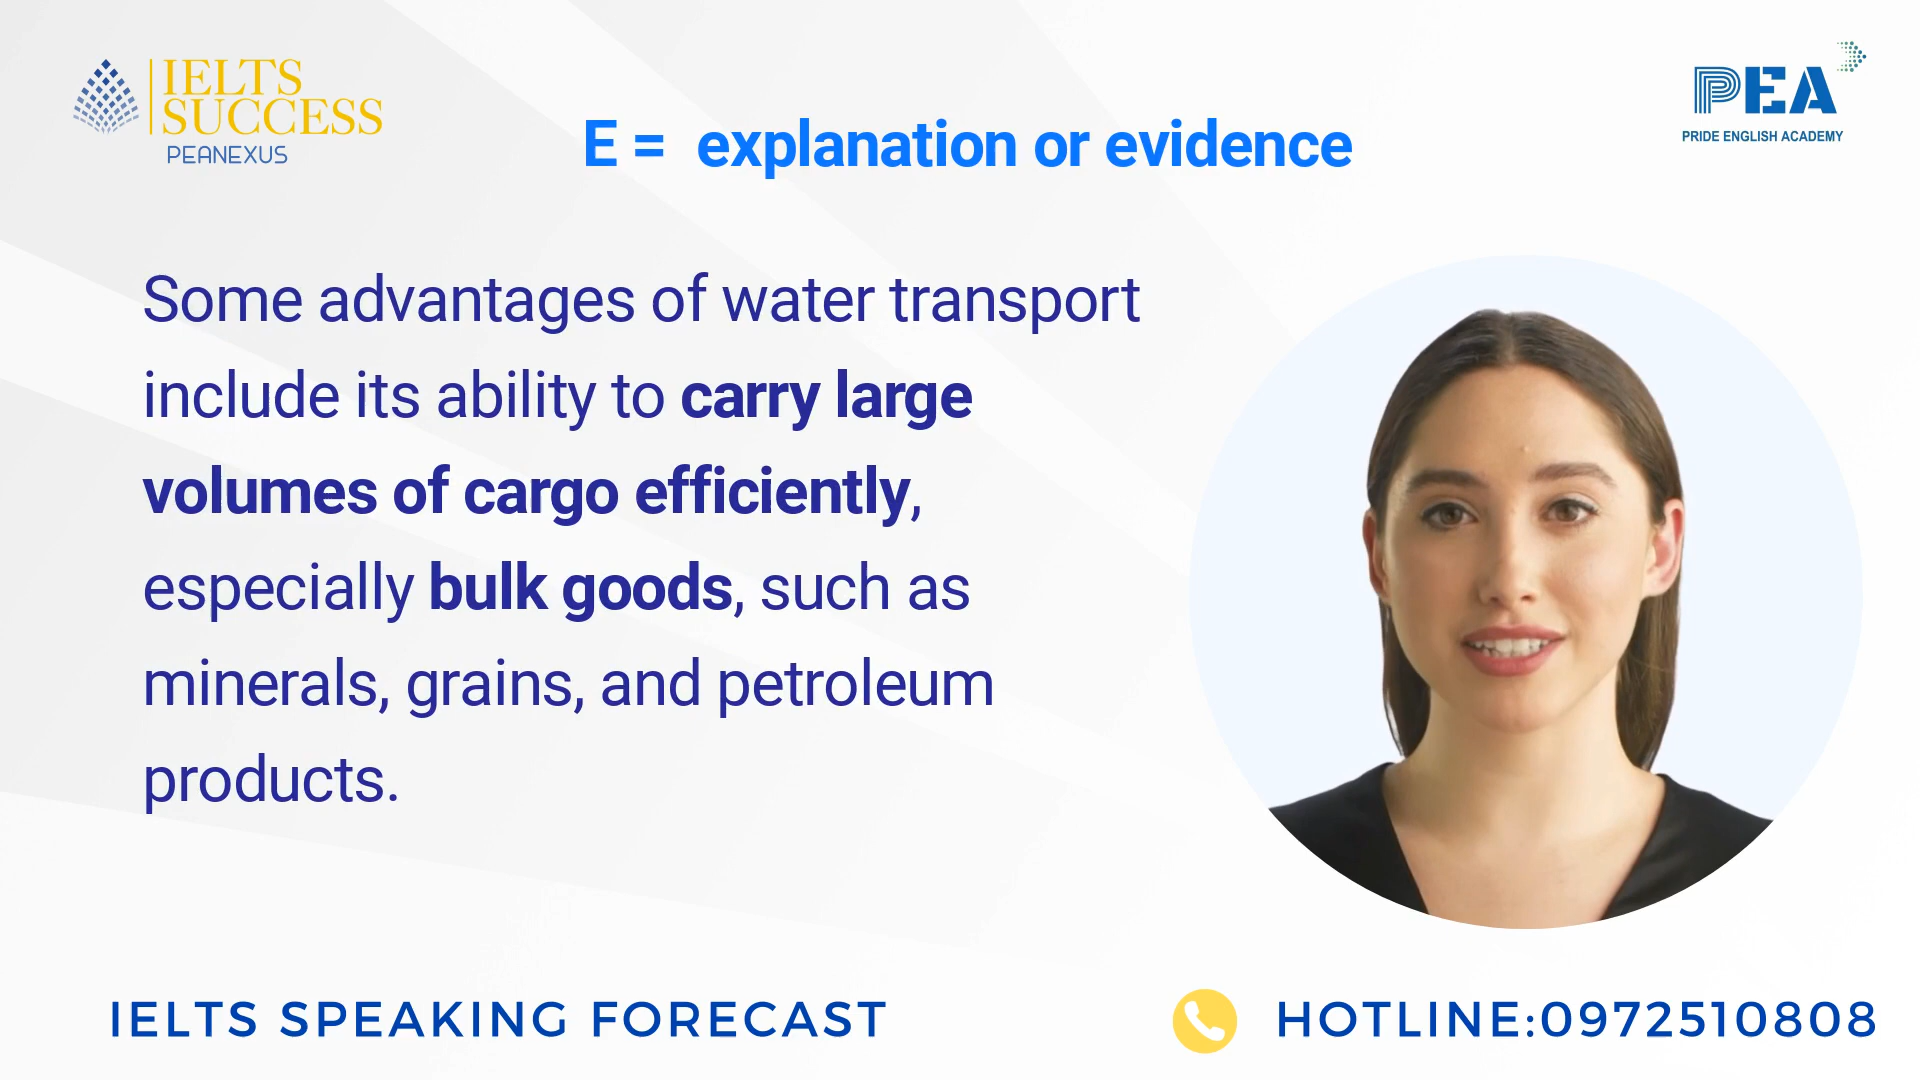 IELTS
SUCCESS
PEANEXUS
PEA
PRIDE ENGLISH ACADEMY
E = explanation or evidence
Some advantages of water transport
include its ability to carry large
volumes of cargo efficiently,
especially bulk goods, such as
minerals, grains, and petroleum
products.
IELTS SPEAKING FORECAST
HOTLINE:0972510808